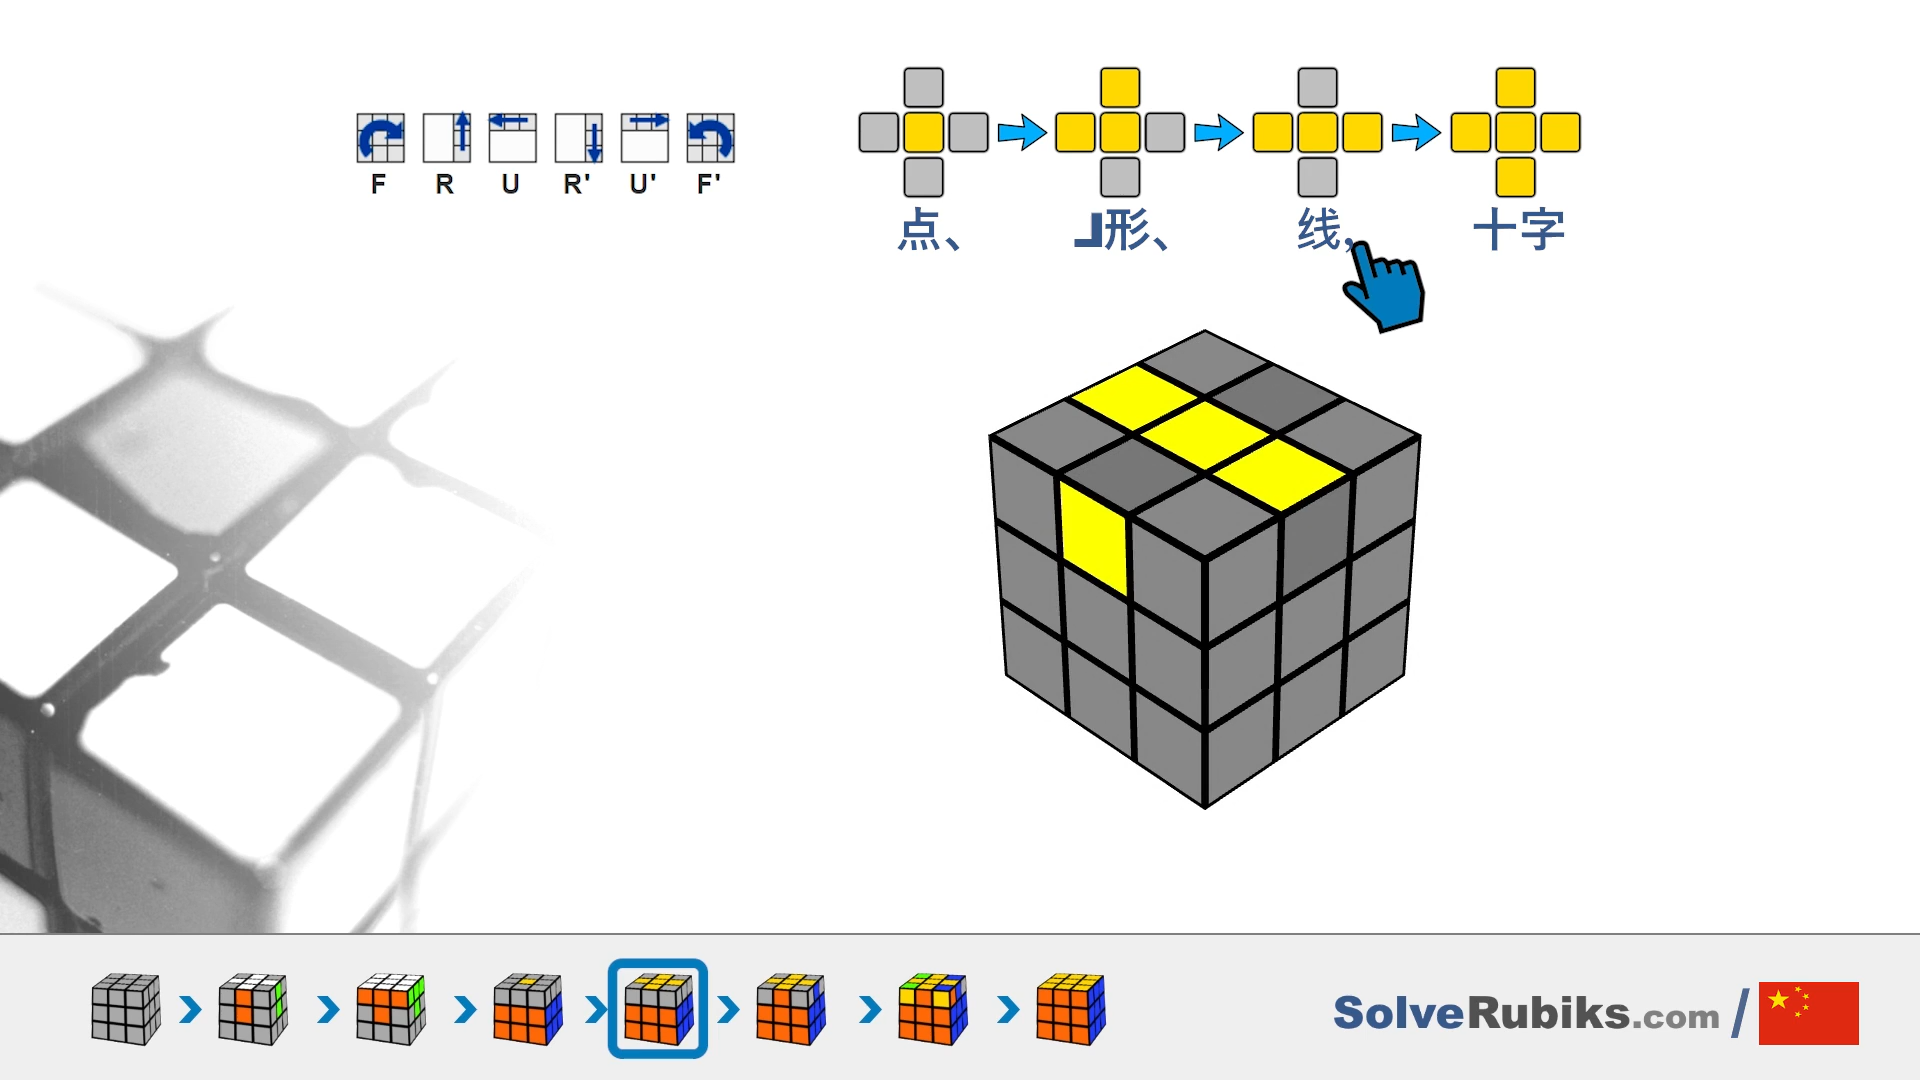 F R U R' U' F'
点、 ┛形、 线, 十字
SolveRubiks.com /